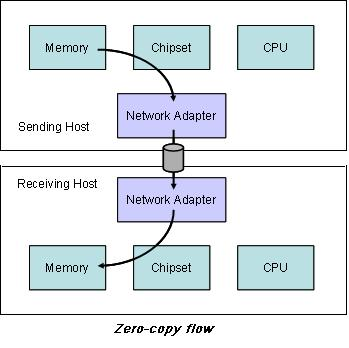 Memory
Chipset
CPU
Network Adapter
Sending Host
Receiving Host
Network Adapter
Memory
Chipset
CPU
Zero-copy flow